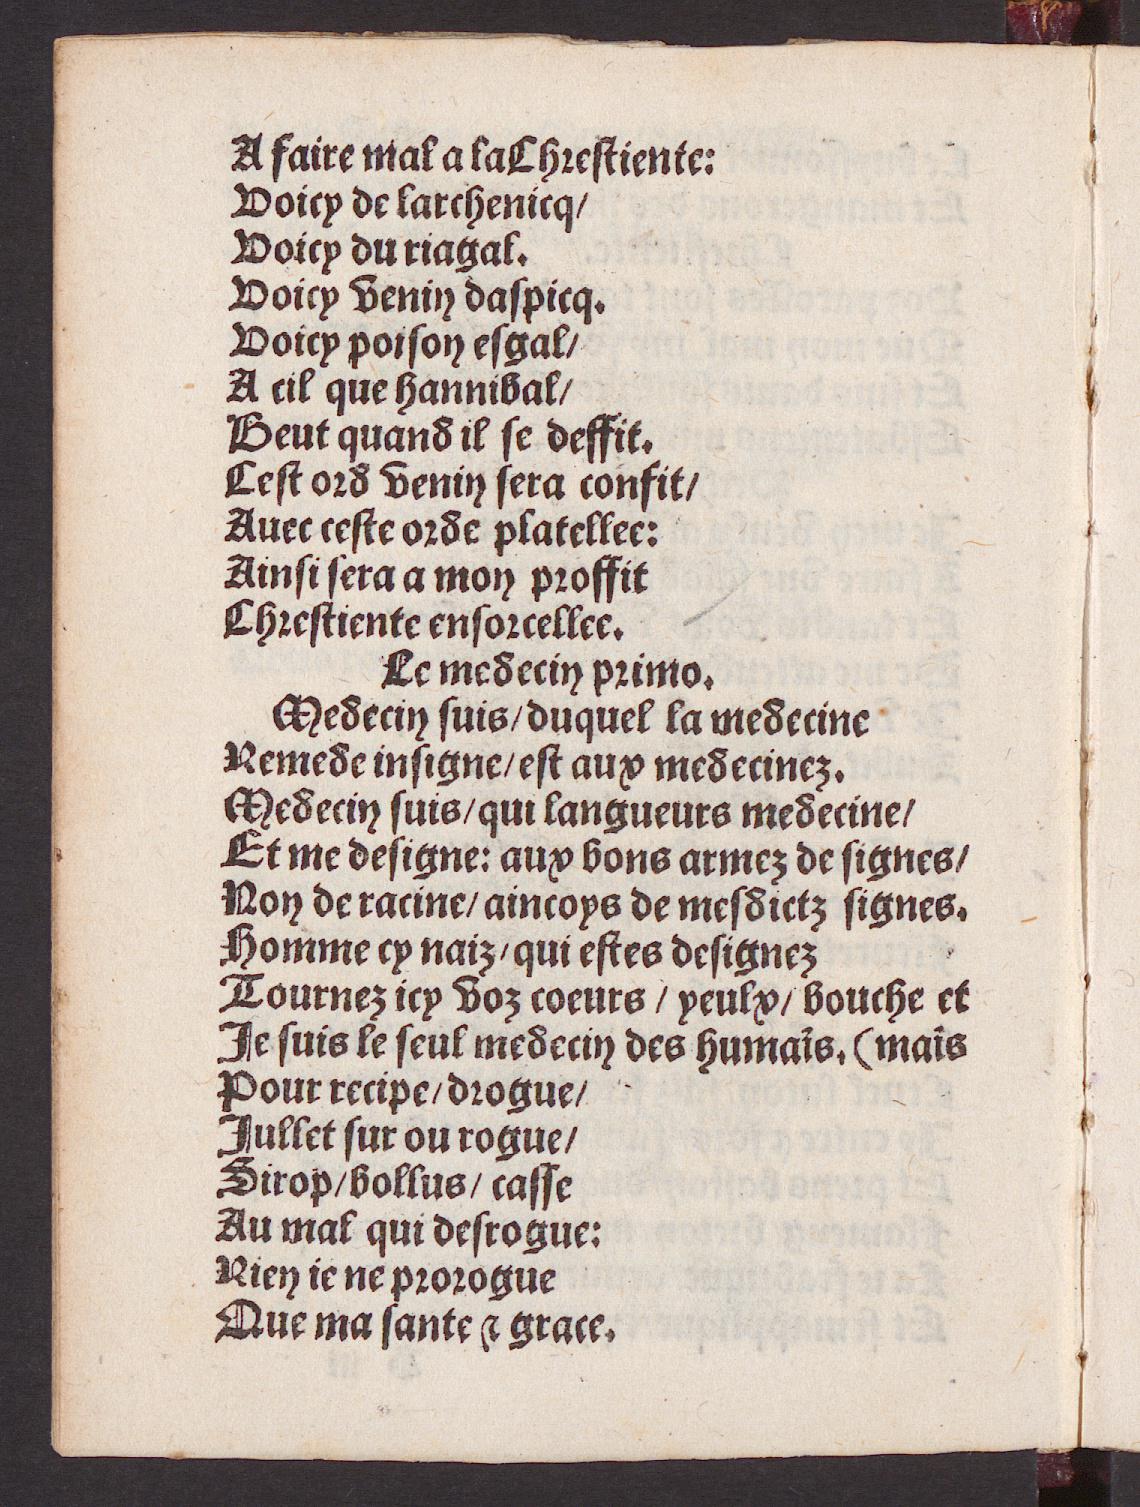 A faire mal a la Chrestiente:
Voicy de larchenicq/
Voicy du riagal.
Voicy venin daspicq.
Voicy poison esgal/
A cil que hannibal/
Beut quand il se deffit.
Cest ord venin sera confit/
Auec ceste orde platellee:
Ainsi sera a mon proffit
Chrestiente ensorcellee.
Le medecin primo.
Medecin suis/ duquel la medecine
Remede insigne/ est aux medecinez.
Medecin suis/ qui langueurs medecine/
Et me designe: aux bons armez de signes/
Non de racine/ aincoys de mesdictz signes.
Homme cy naiz/ qui estes designez
Tournez icy voz coeurs / yeulx/ bouche et
Je suis le seul medecin des humaĩs. (maĩs
Pour recipe/ drogue/
Jullet sur ou rogue/
Sirop/ bollus/ casse
Au mal qui desrogue:
Rien ie ne prorogue
Que ma sante ⁊ grace.